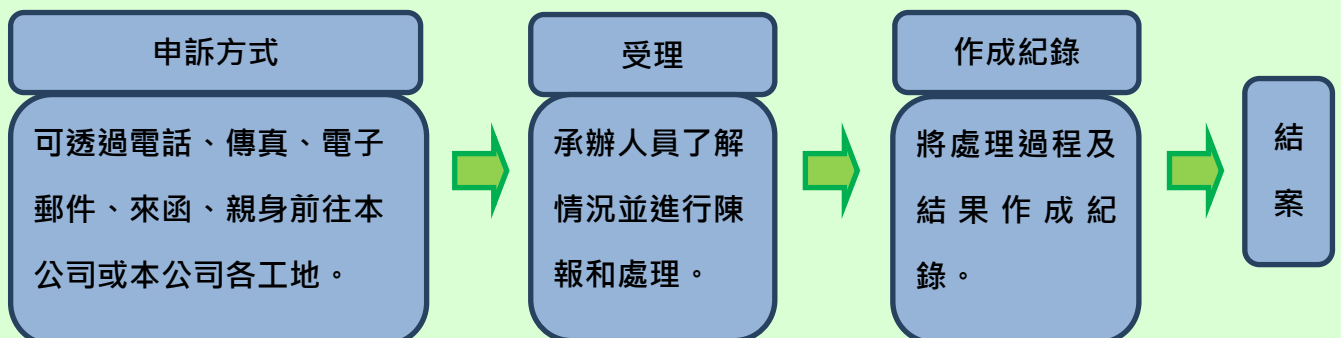 申訴方式
可透過電話、傳真、電子
郵件、來函、親身前往本
公司或本公司各工地。
受理
承辦人員了解
情況並進行陳
報和處理。
作成紀錄
將處理過程及
結果作成紀
錄。
結
案